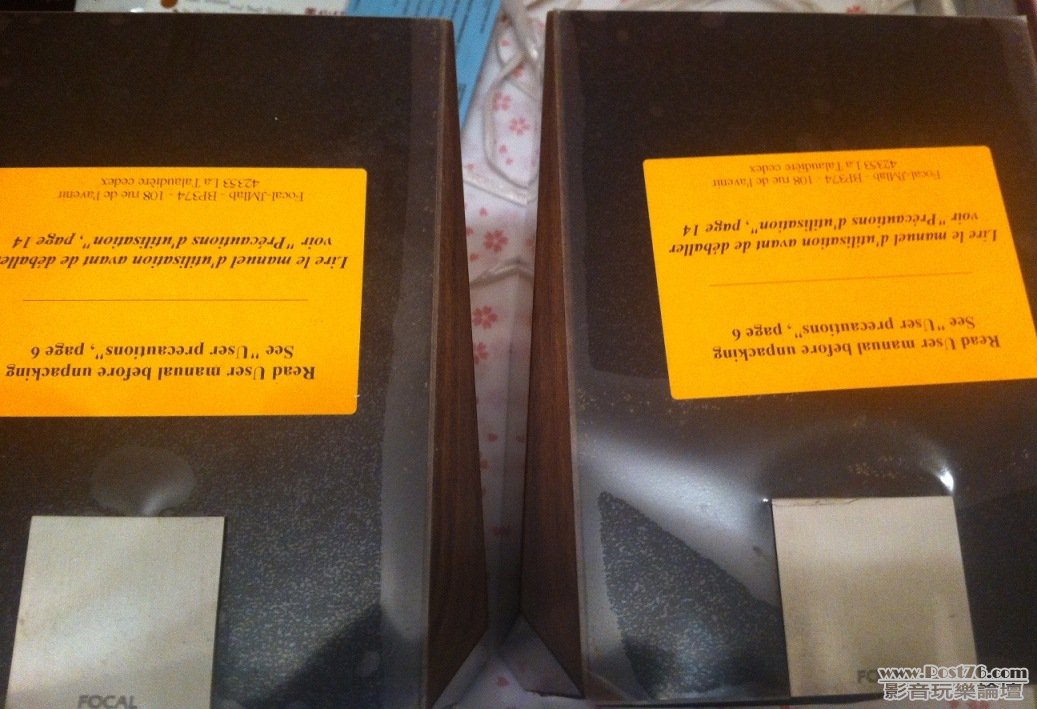 Read User manual before unpacking
See "User precautions", page 6
Lire le manuel d'utilisation avant de déballer
voir "Précautions d'utilisation", page 14
Focal-JMlab - BP374 - 108 rue de l'avenir
42353 La Talaudière cedex
FOCAL
Read User manual before unpacking
See "User precautions", page 6
Lire le manuel d'utilisation avant de déballer
voir "Précautions d'utilisation", page 14
Focal-JMlab - BP374 - 108 rue de l'avenir
42353 La Talaudière cedex
www.Post76.com
影音玩樂論壇